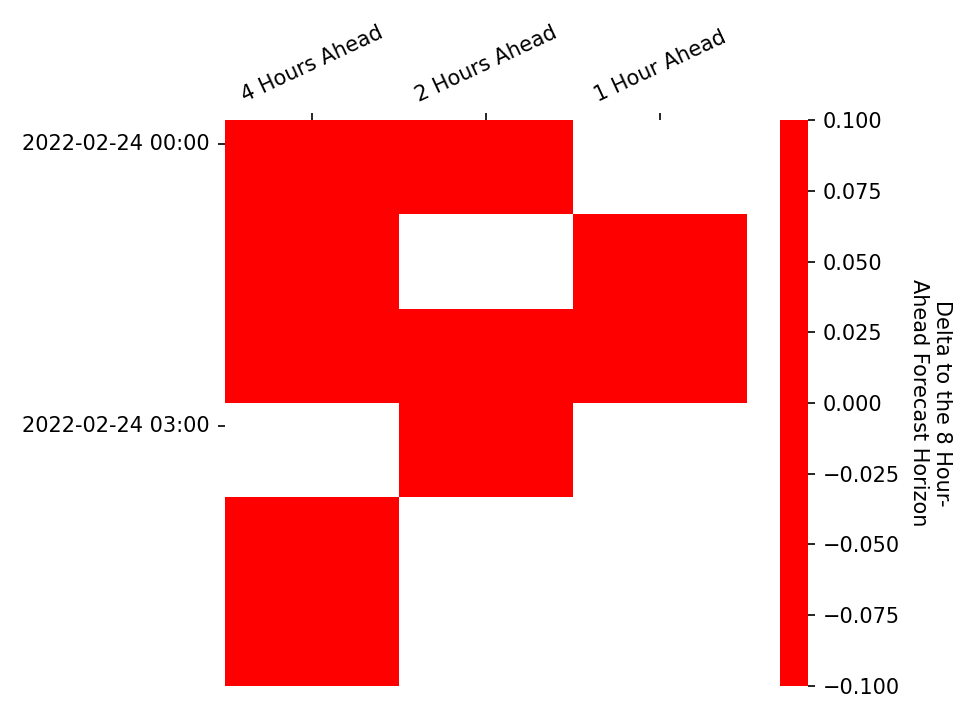 4 Hours Ahead
2 Hours Ahead
1 Hour Ahead
2022-02-24 00:00
2022-02-24 03:00
0.100
0.075
0.050
0.025
0.000
−0.025
−0.050
−0.075
−0.100
Delta to the 8 Hour-
Ahead Forecast Horizon